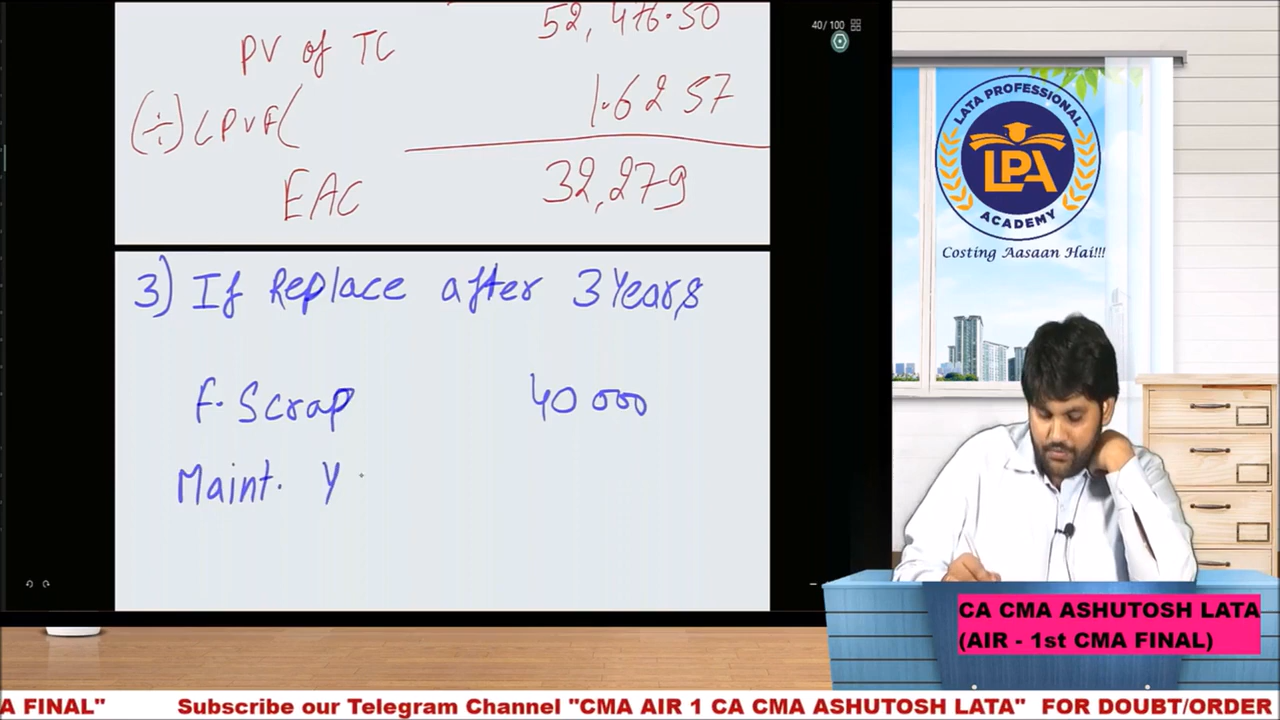 52,476.50
PV of TC
1.6257
(÷) CPVF(
EAC 32,279
3) If Replace after 3 Years
F. Scrap 40000
Maint. Y
40/100
LATA PROFESSIONAL
LPA
ACADEMY
Costing Aasaan Hai!!!
CA CMA ASHUTOSH LATA
(AIR - 1st CMA FINAL)
A FINAL" Subscribe our Telegram Channel "CMA AIR 1 CA CMA ASHUTOSH LATA" FOR DOUBT/ORDER